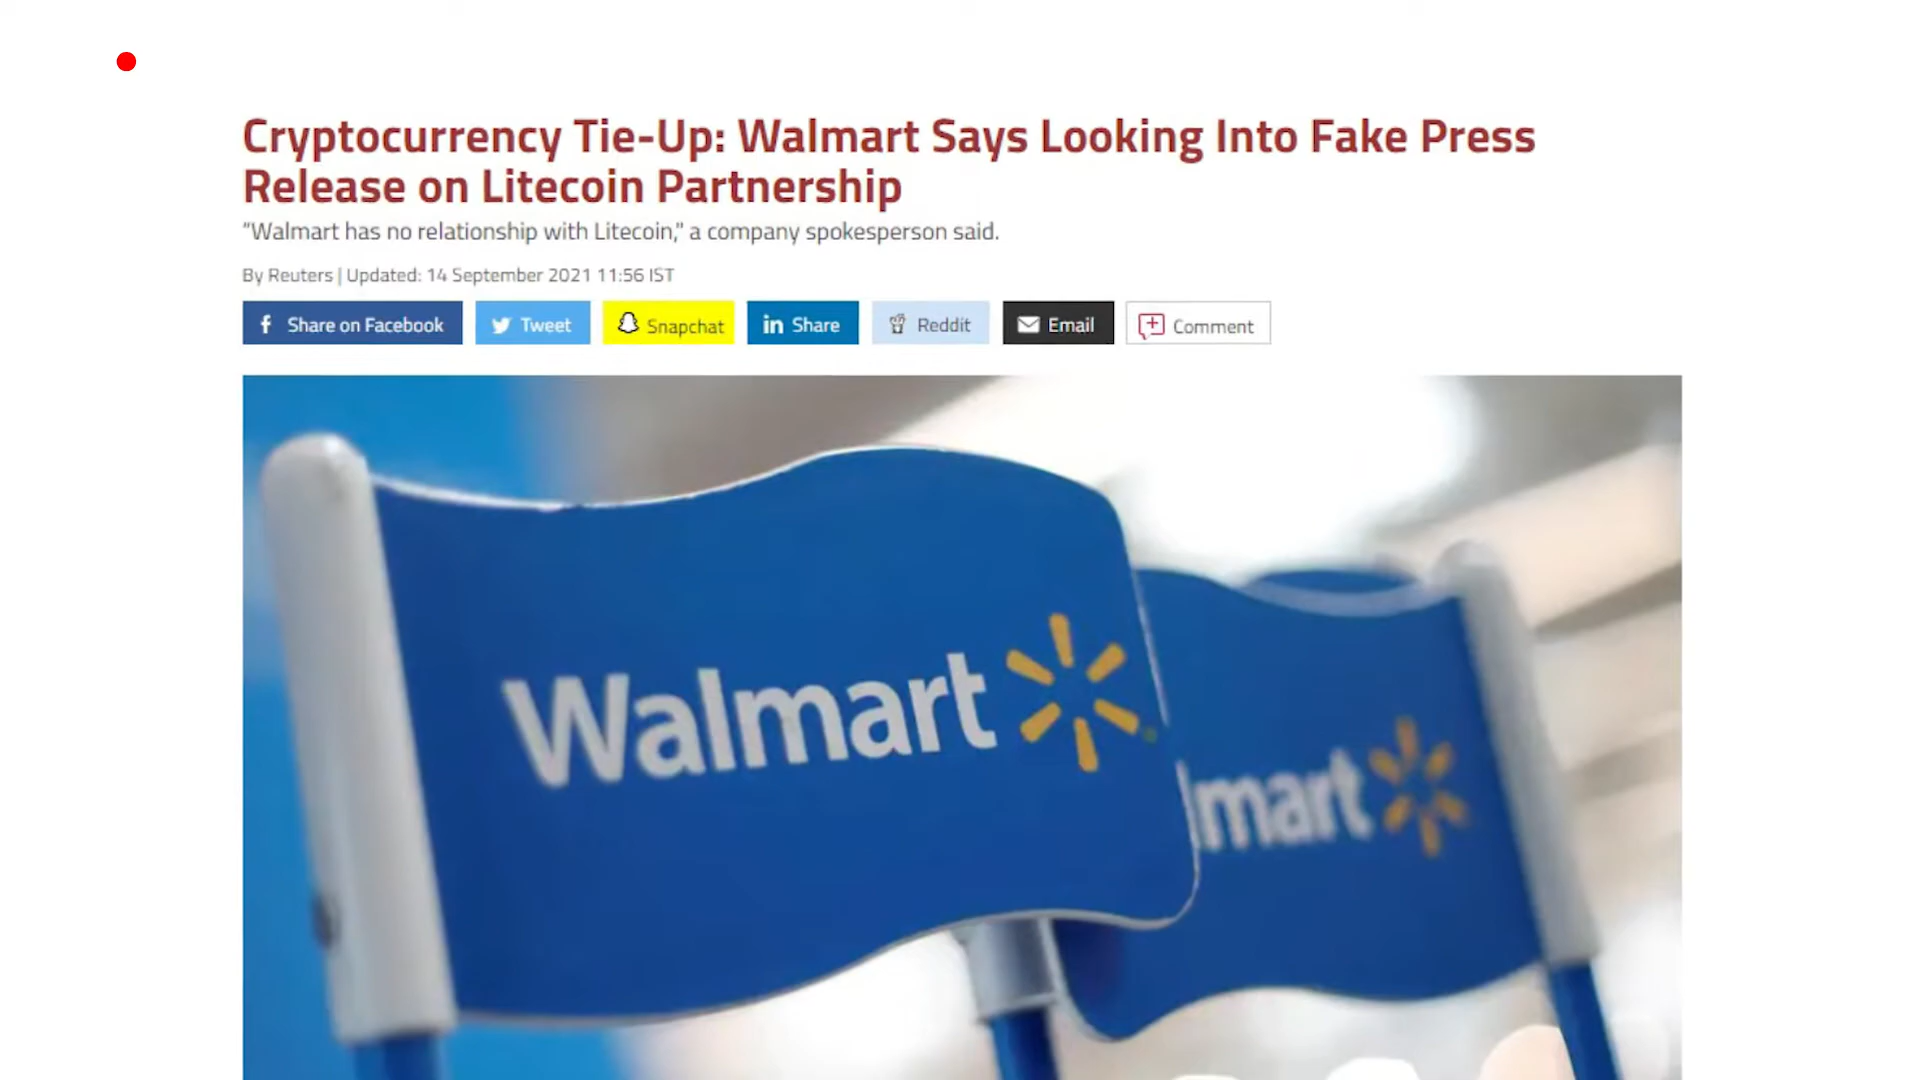 Cryptocurrency Tie-Up: Walmart Says Looking Into Fake Press
Release on Litecoin Partnership
"Walmart has no relationship with Litecoin," a company spokesperson said.
By Reuters | Updated: 14 September 2021 11:56 IST
Share on Facebook
Tweet
Snapchat
in Share
Reddit
Email
Comment
Walmart
lmart